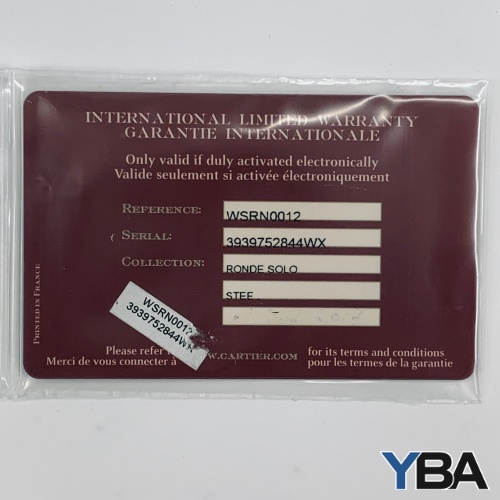 INTERNATIONAL LIMITED WARRANTY
GARANTIE INTERNATIONALE
Only valid if duly activated electronically
Valide seulement si activée électroniquement
REFERENCE: WSRN0012
SERIAL: 3939752844WX
COLLECTION: RONDE SOLO
STEE
WSRN0012
3939752844WX
Please refer .CARTIER.COM for its terms and conditions
Merci de vous connecter à pour les termes de la garantie
PRINTED IN FRANCE
YBA